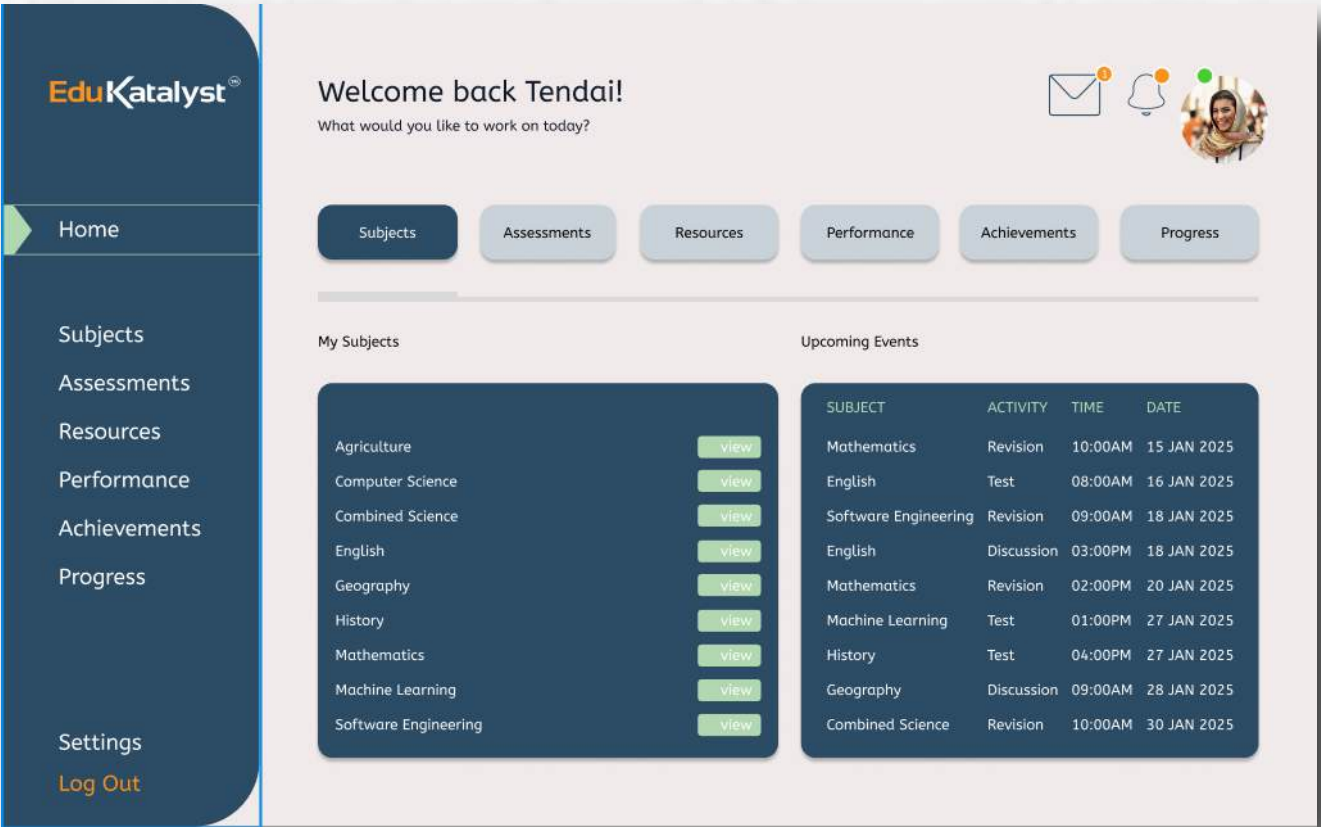 EduKatalyst™
Home
Subjects
Assessments
Resources
Performance
Achievements
Progress
Settings
Log Out
Welcome back Tendai!
What would you like to work on today?
1
Subjects Assessments Resources Performance Achievements Progress
My Subjects
Agriculture view
Computer Science view
Combined Science view
English view
Geography view
History view
Mathematics view
Machine Learning view
Software Engineering view
Upcoming Events
SUBJECT ACTIVITY TIME DATE
Mathematics Revision 10:00AM 15 JAN 2025
English Test 08:00AM 16 JAN 2025
Software Engineering Revision 09:00AM 18 JAN 2025
English Discussion 03:00PM 18 JAN 2025
Mathematics Revision 02:00PM 20 JAN 2025
Machine Learning Test 01:00PM 27 JAN 2025
History Test 04:00PM 27 JAN 2025
Geography Discussion 09:00AM 28 JAN 2025
Combined Science Revision 10:00AM 30 JAN 2025